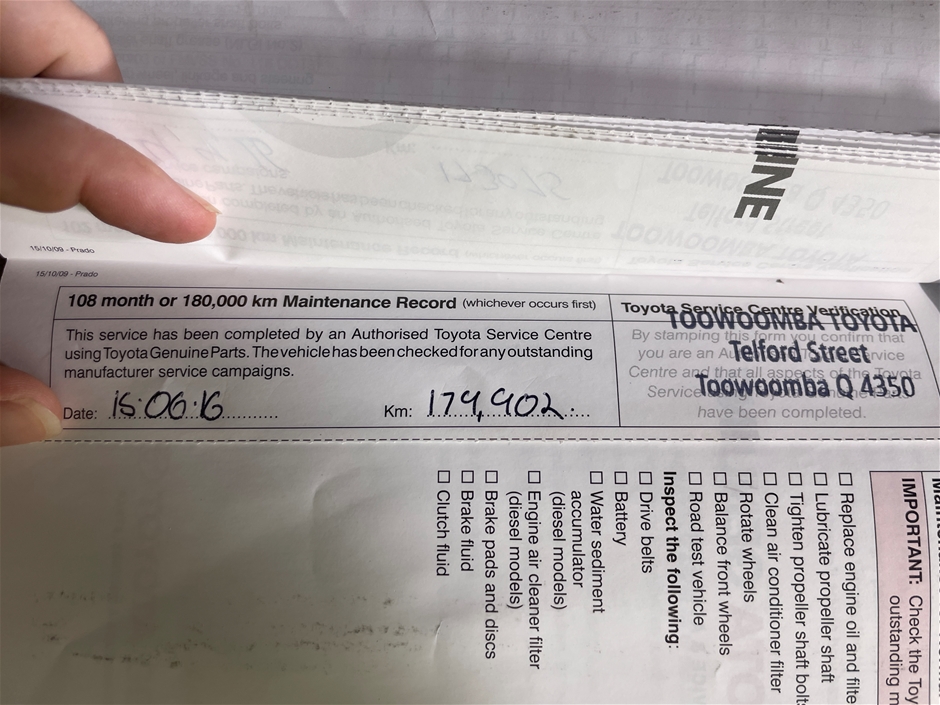 INE
15/10/09 - Prado
15/10/09 - Prado
108 month or 180,000 km Maintenance Record (whichever occurs first)
This service has been completed by an Authorised Toyota Service Centre
using Toyota Genuine Parts. The vehicle has been checked for any outstanding
manufacturer service campaigns.
Date: 15.06.16
Km: 179,902
Toyota Service Centre Verification
TOOWOOMBA TOYOTA
Telford Street
Toowoomba Q 4350
By stamping this form you confirm that
you are an Au
Service
Centre and that all aspects of the Toyota
Service
have been completed.
IMPORTANT: Check the Toy
outstanding m
☐ Replace engine oil and filte
☐ Lubricate propeller shaft
☐ Tighten propeller shaft bolts
☐ Clean air conditioner filter
☐ Rotate wheels
☐ Balance front wheels
☐ Road test vehicle
Inspect the following:
☐ Drive belts
☐ Battery
☐ Water sediment
accumulator
(diesel models)
☐ Engine air cleaner filter
(diesel models)
☐ Brake pads and discs
☐ Brake fluid
☐ Clutch fluid